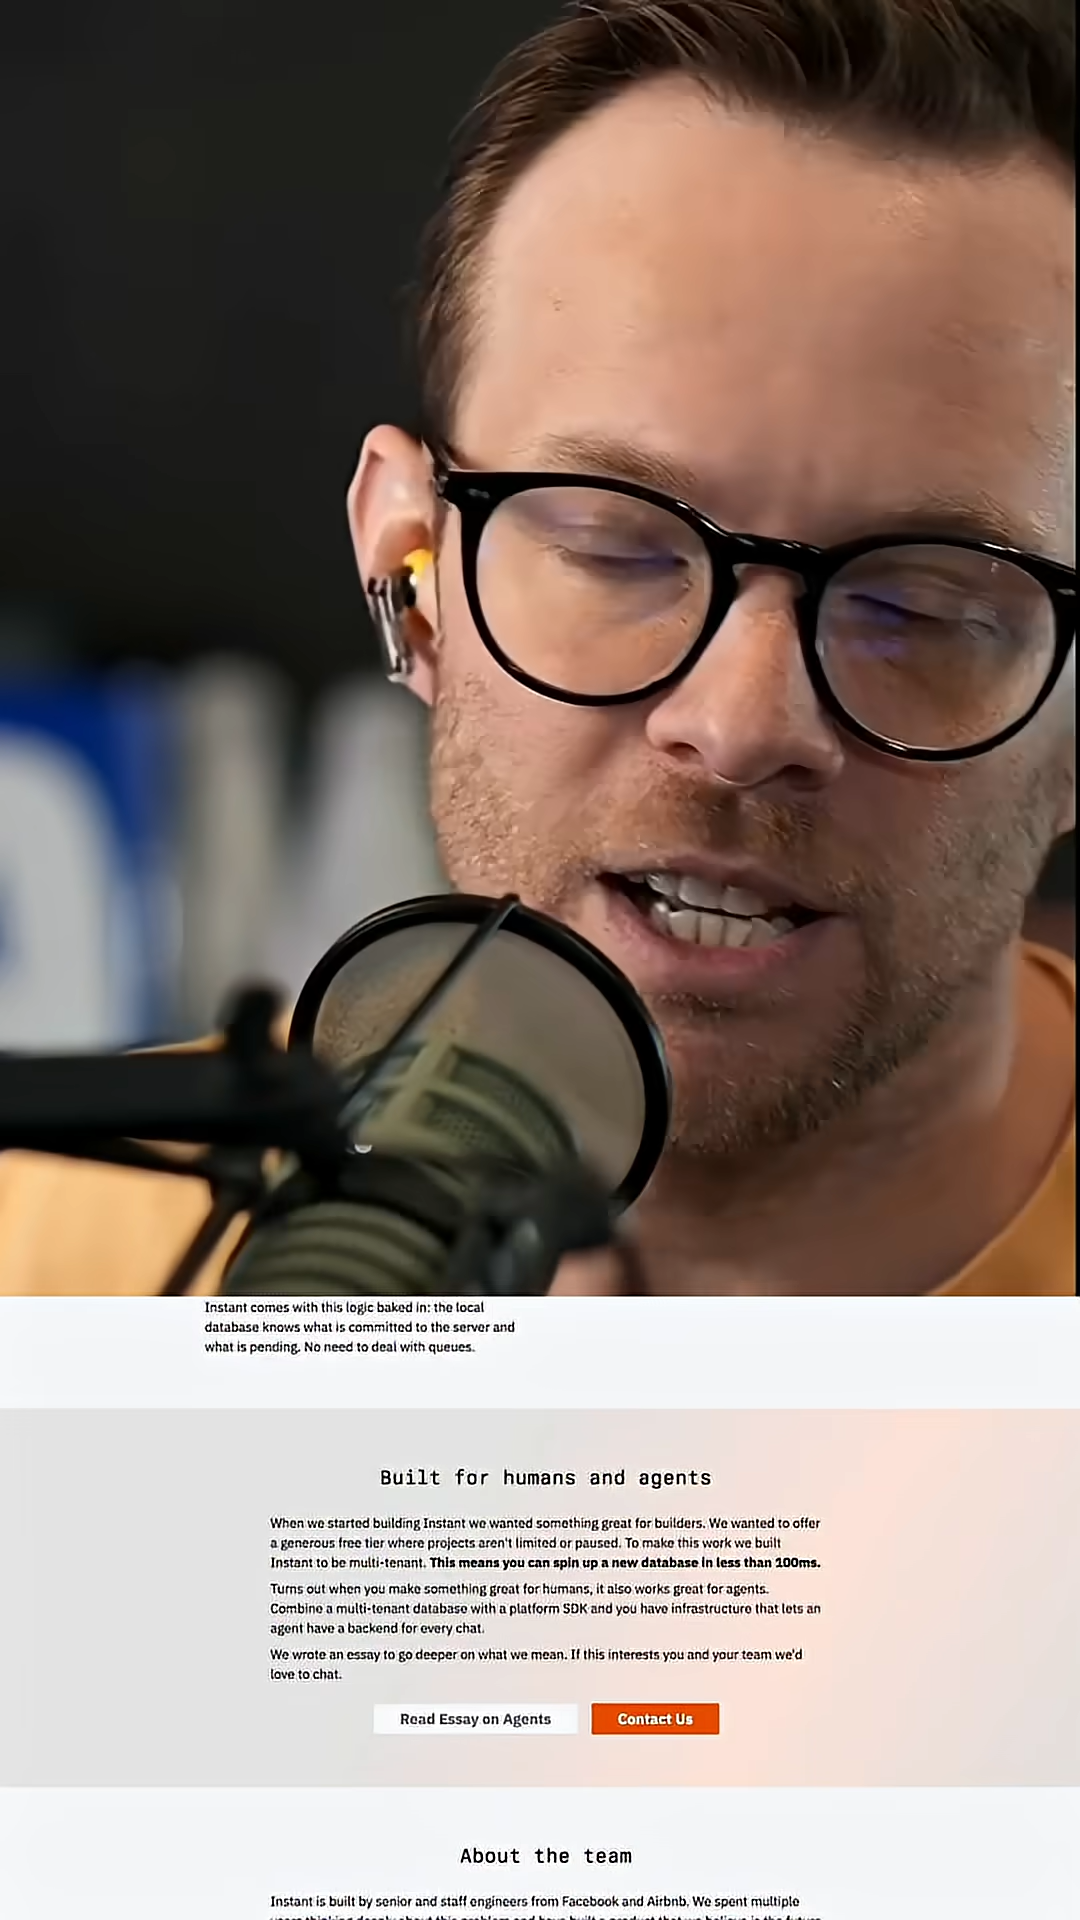 Instant comes with this logic baked in: the local
database knows what is committed to the server and
what is pending. No need to deal with queues.
Built for humans and agents
When we started building Instant we wanted something great for builders. We wanted to offer
a generous free tier where projects aren't limited or paused. To make this work we built
Instant to be multi-tenant. This means you can spin up a new database in less than 100ms.
Turns out when you make something great for humans, it also works great for agents.
Combine a multi-tenant database with a platform SDK and you have infrastructure that lets an
agent have a backend for every chat.
We wrote an essay to go deeper on what we mean. If this interests you and your team we'd
love to chat.
Read Essay on Agents
Contact Us
About the team
Instant is built by senior and staff engineers from Facebook and Airbnb. We spent multiple